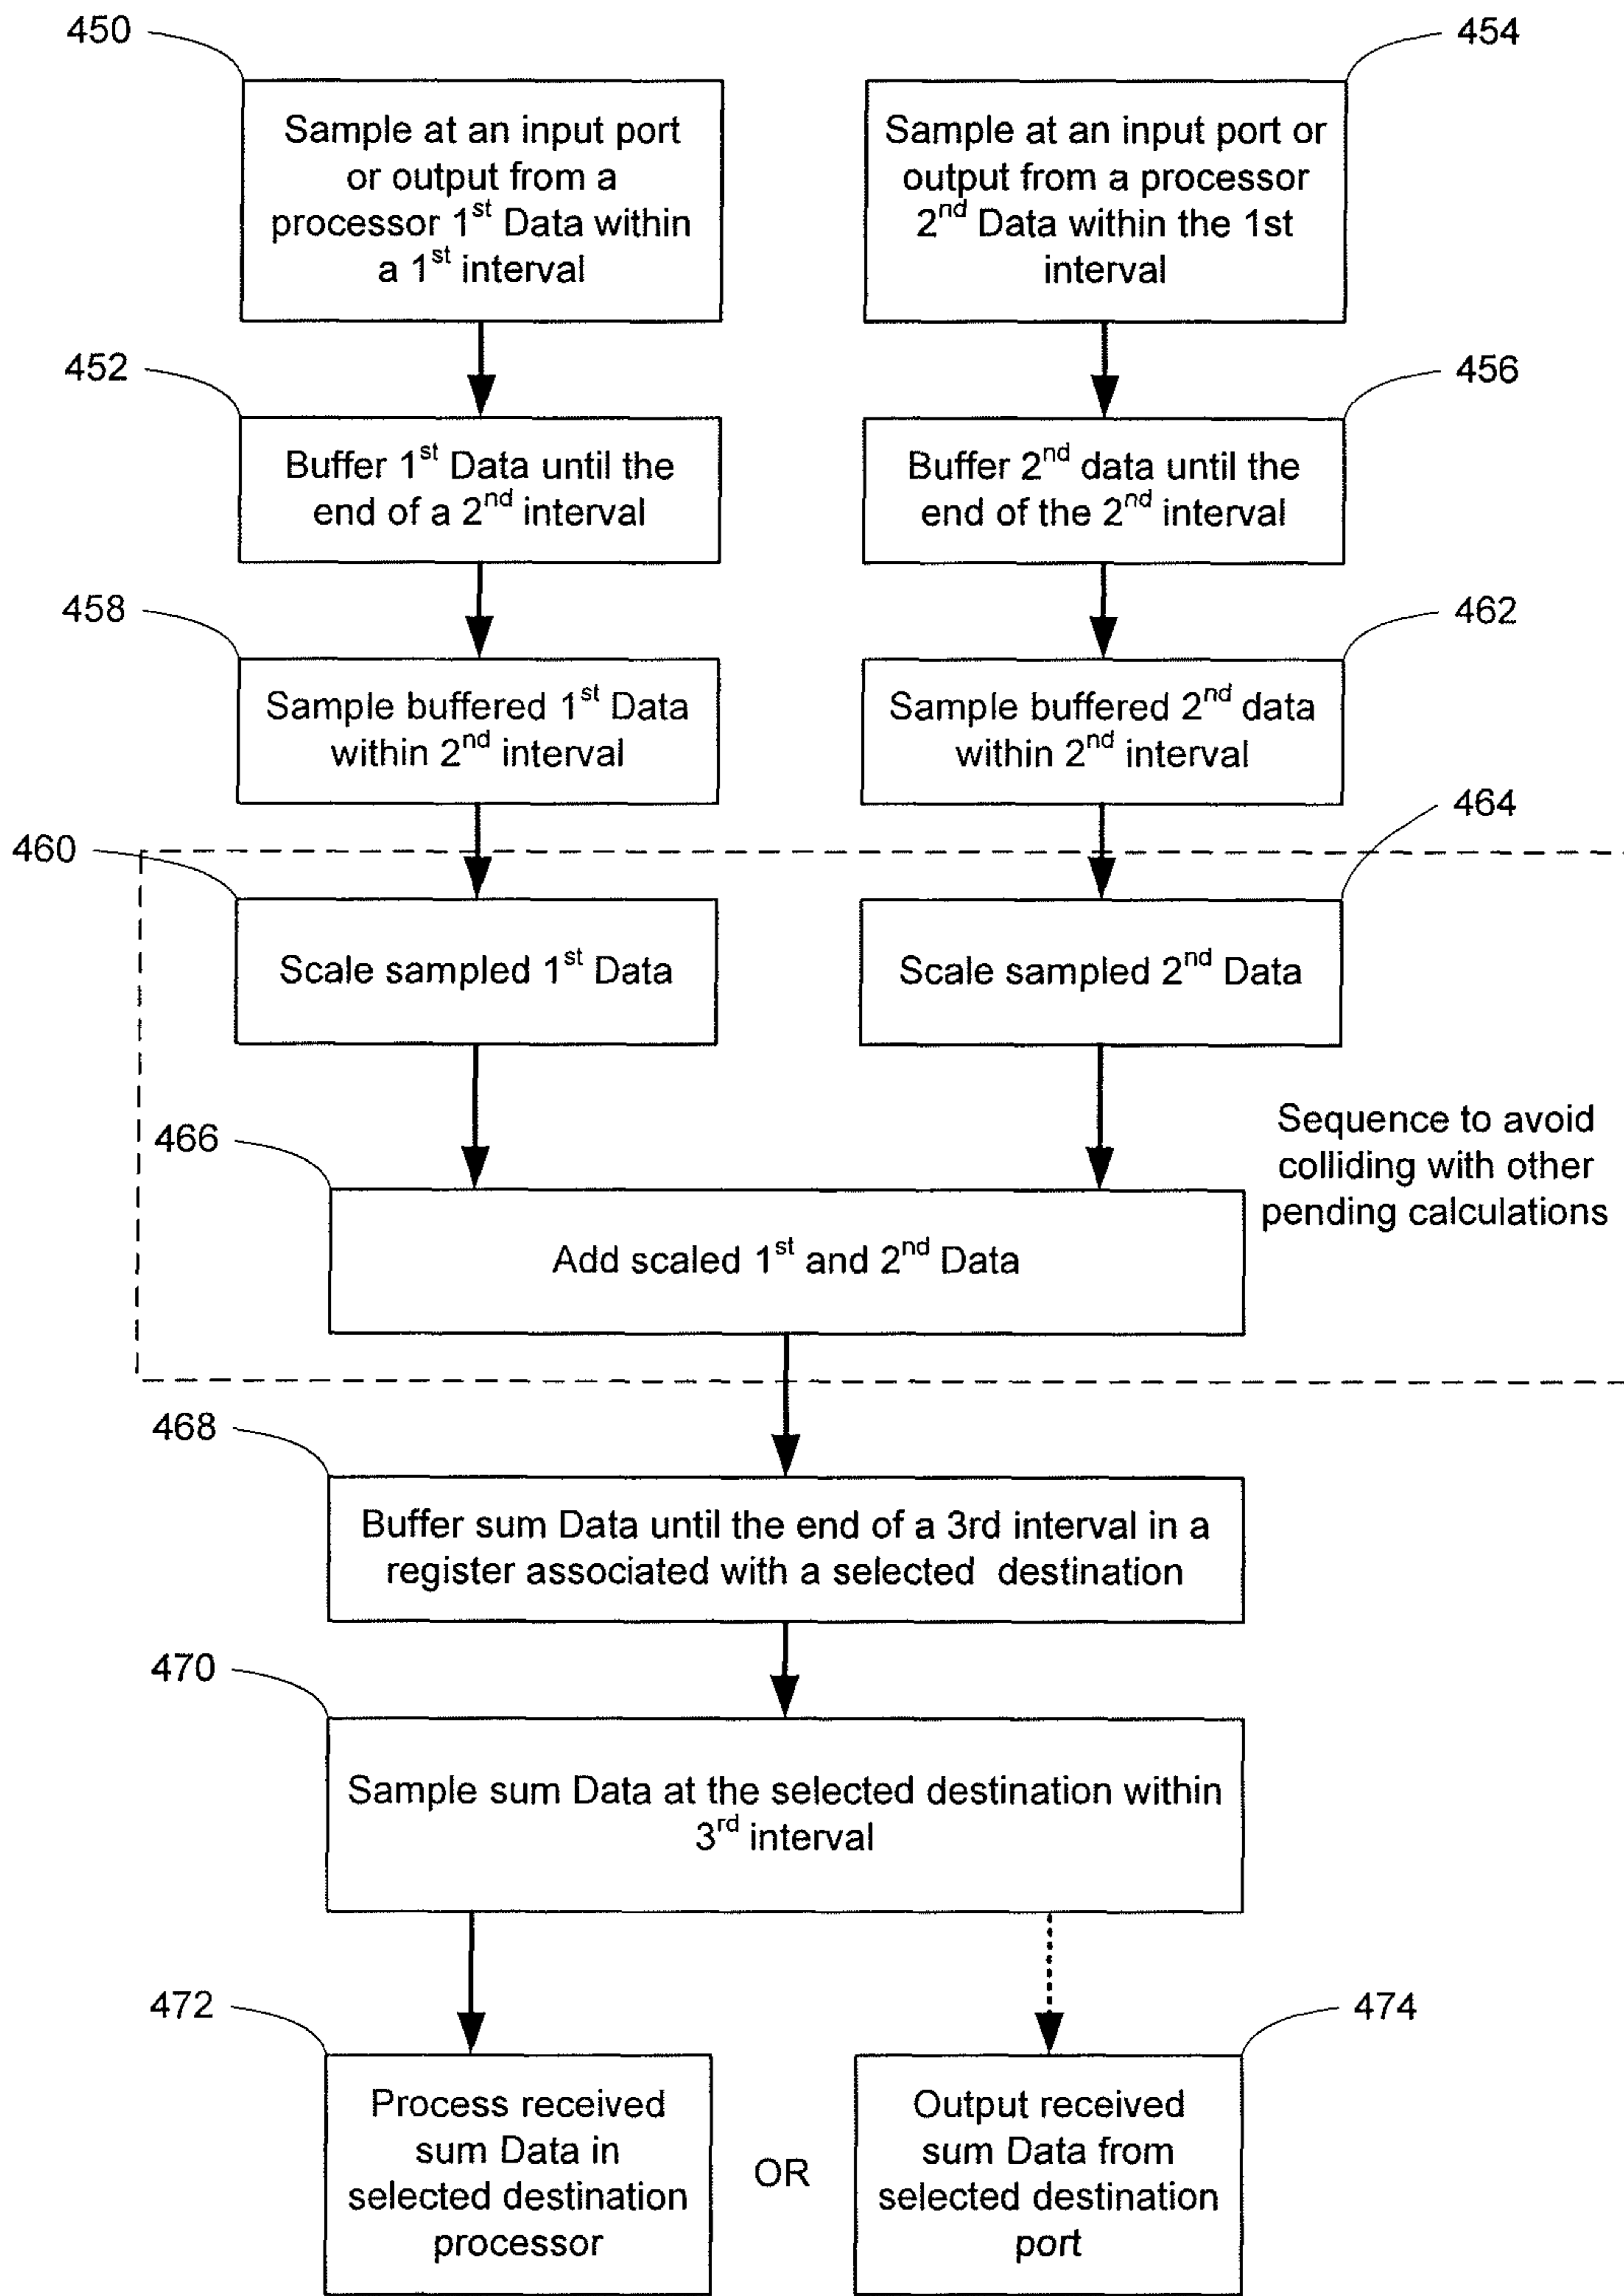 450
454
Sample at an input port
or output from a
processor 1st Data within
a 1st interval
Sample at an input port or
output from a processor
2nd Data within the 1st
interval
452
456
Buffer 1st Data until the
end of a 2nd interval
Buffer 2nd data until the
end of the 2nd interval
458
462
Sample buffered 1st Data
within 2nd interval
Sample buffered 2nd data
within 2nd interval
460
464
Scale sampled 1st Data
Scale sampled 2nd Data
466
Sequence to avoid
colliding with other
pending calculations
Add scaled 1st and 2nd Data
468
Buffer sum Data until the end of a 3rd interval in a
register associated with a selected destination
470
Sample sum Data at the selected destination within
3rd interval
472
474
Process received
sum Data in
selected destination
processor
OR
Output received
sum Data from
selected destination
port